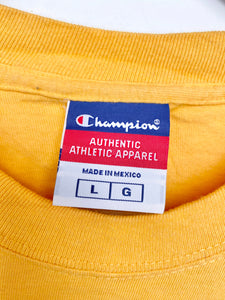 Champion
AUTHENTIC
ATHLETIC APPAREL
MADE IN MEXICO
L G